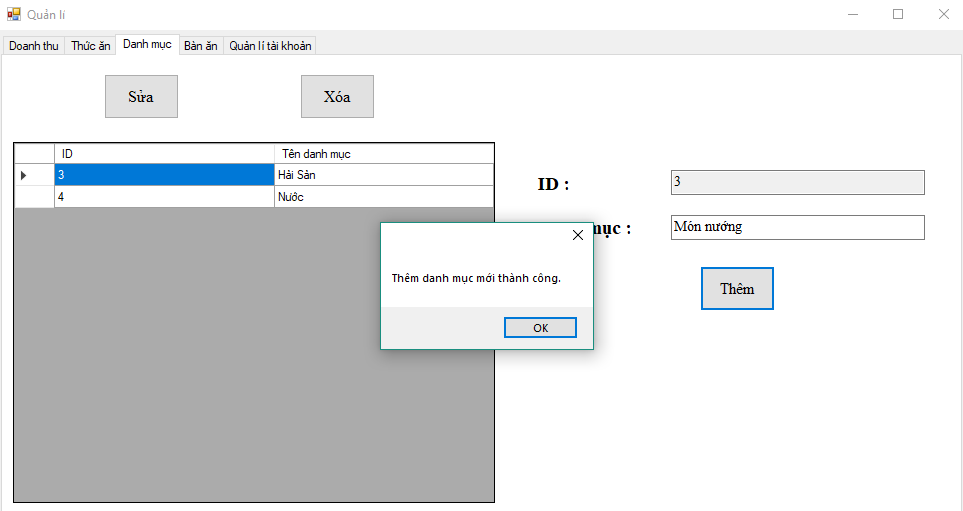 Quản lí
Doanh thu Thức ăn Danh mục Bàn ăn Quản lí tài khoản
Sửa Xóa
ID Tên danh mục
3 Hải Sản
4 Nước
ID : 3
mục : Món nướng
Thêm danh mục mới thành công.
Thêm
OK